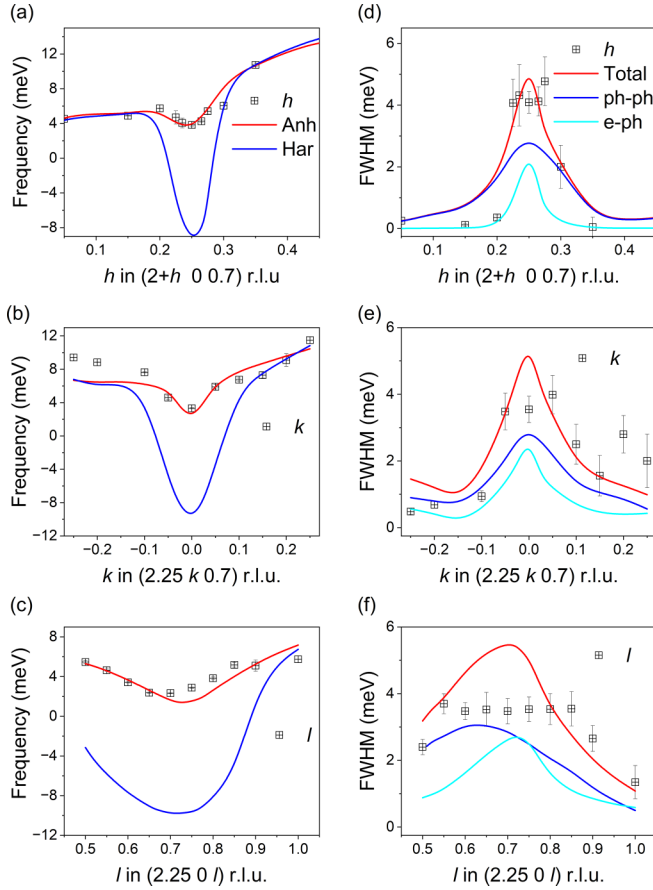 (a)
12
8
4
0
−4
−8
Frequency (meV)
h
Anh
Har
0.1 0.2 0.3 0.4
h in (2+h 0 0.7) r.l.u
(d)
6
4
2
0
FWHM (meV)
h
Total
ph-ph
e-ph
0.1 0.2 0.3 0.4
h in (2+h 0 0.7) r.l.u.
(b)
12
8
4
0
−4
−8
−12
Frequency (meV)
k
−0.2 −0.1 0.0 0.1 0.2
k in (2.25 k 0.7) r.l.u.
(e)
6
4
2
0
FWHM (meV)
k
−0.2 −0.1 0.0 0.1 0.2
k in (2.25 k 0.7) r.l.u.
(c)
8
4
0
−4
−8
−12
Frequency (meV)
l
0.5 0.6 0.7 0.8 0.9 1.0
l in (2.25 0 l) r.l.u.
(f)
6
4
2
0
FWHM (meV)
l
0.5 0.6 0.7 0.8 0.9 1.0
l in (2.25 0 l) r.l.u.